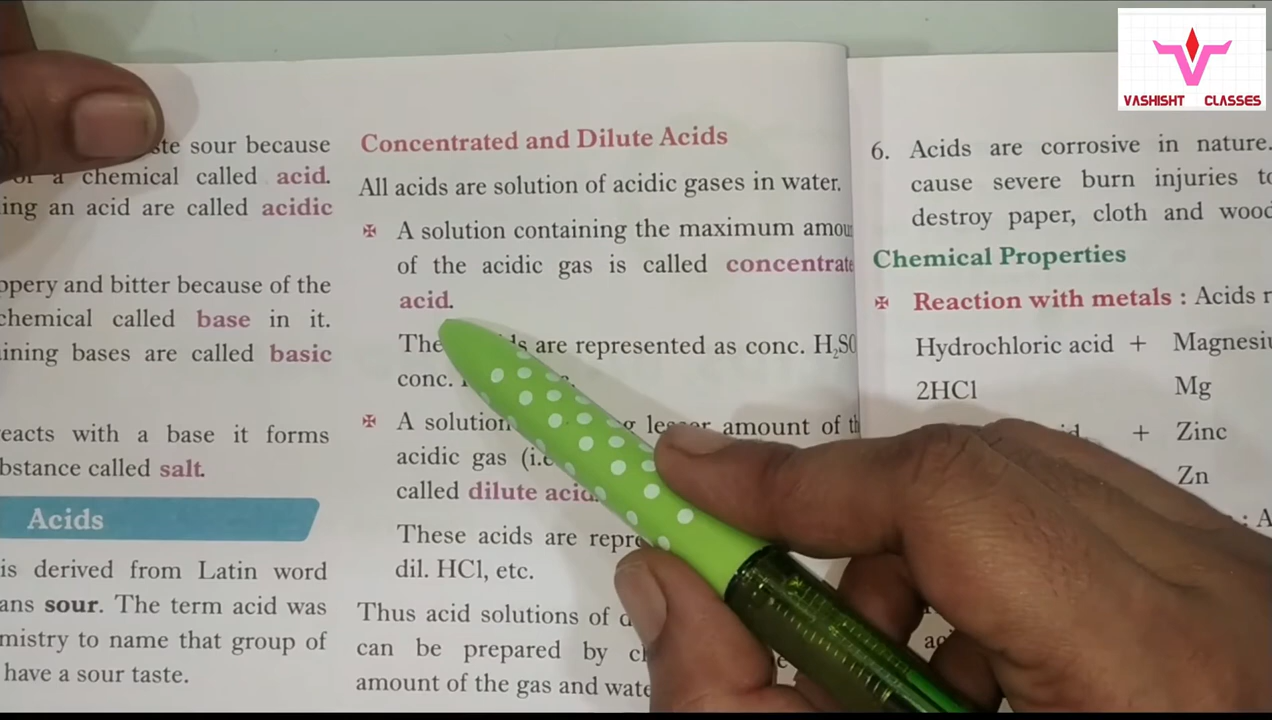 ste sour because
a chemical called acid.
ing an acid are called acidic
ppery and bitter because of the
chemical called base in it.
ining bases are called basic
eacts with a base it forms
bstance called salt.
Acids
is derived from Latin word
ans sour. The term acid was
mistry to name that group of
have a sour taste.
Concentrated and Dilute Acids
All acids are solution of acidic gases in water.
✠ A solution containing the maximum amou
of the acidic gas is called concentrate
acid.
The ds are represented as conc. H₂SO
conc.
✠ A solution lesser amount of th
acidic gas (i.e
called dilute acid.
These acids are repre
dil. HCl, etc.
Thus acid solutions of
can be prepared by
amount of the gas and wate
6. Acids are corrosive in nature.
cause severe burn injuries to
destroy paper, cloth and wood
Chemical Properties
✠ Reaction with metals : Acids r
Hydrochloric acid + Magnesiu
2HCl Mg
+ Zinc
Zn
: A
VASHISHT CLASSES